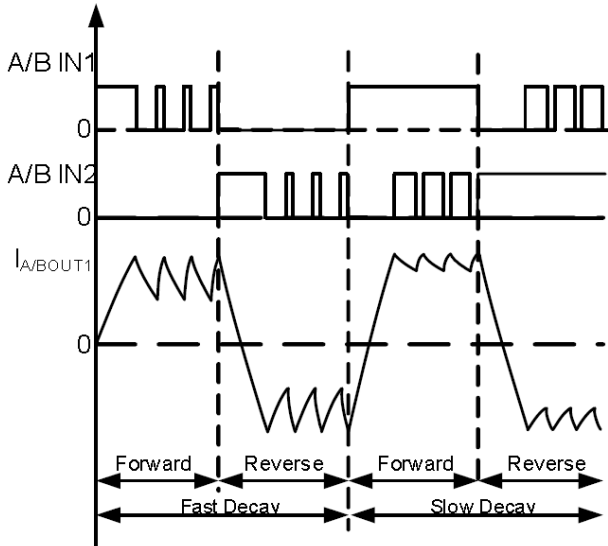 A/B IN1
0
A/B IN2
0
IA/BOUT1
0
Forward Reverse Forward Reverse
Fast Decay Slow Decay